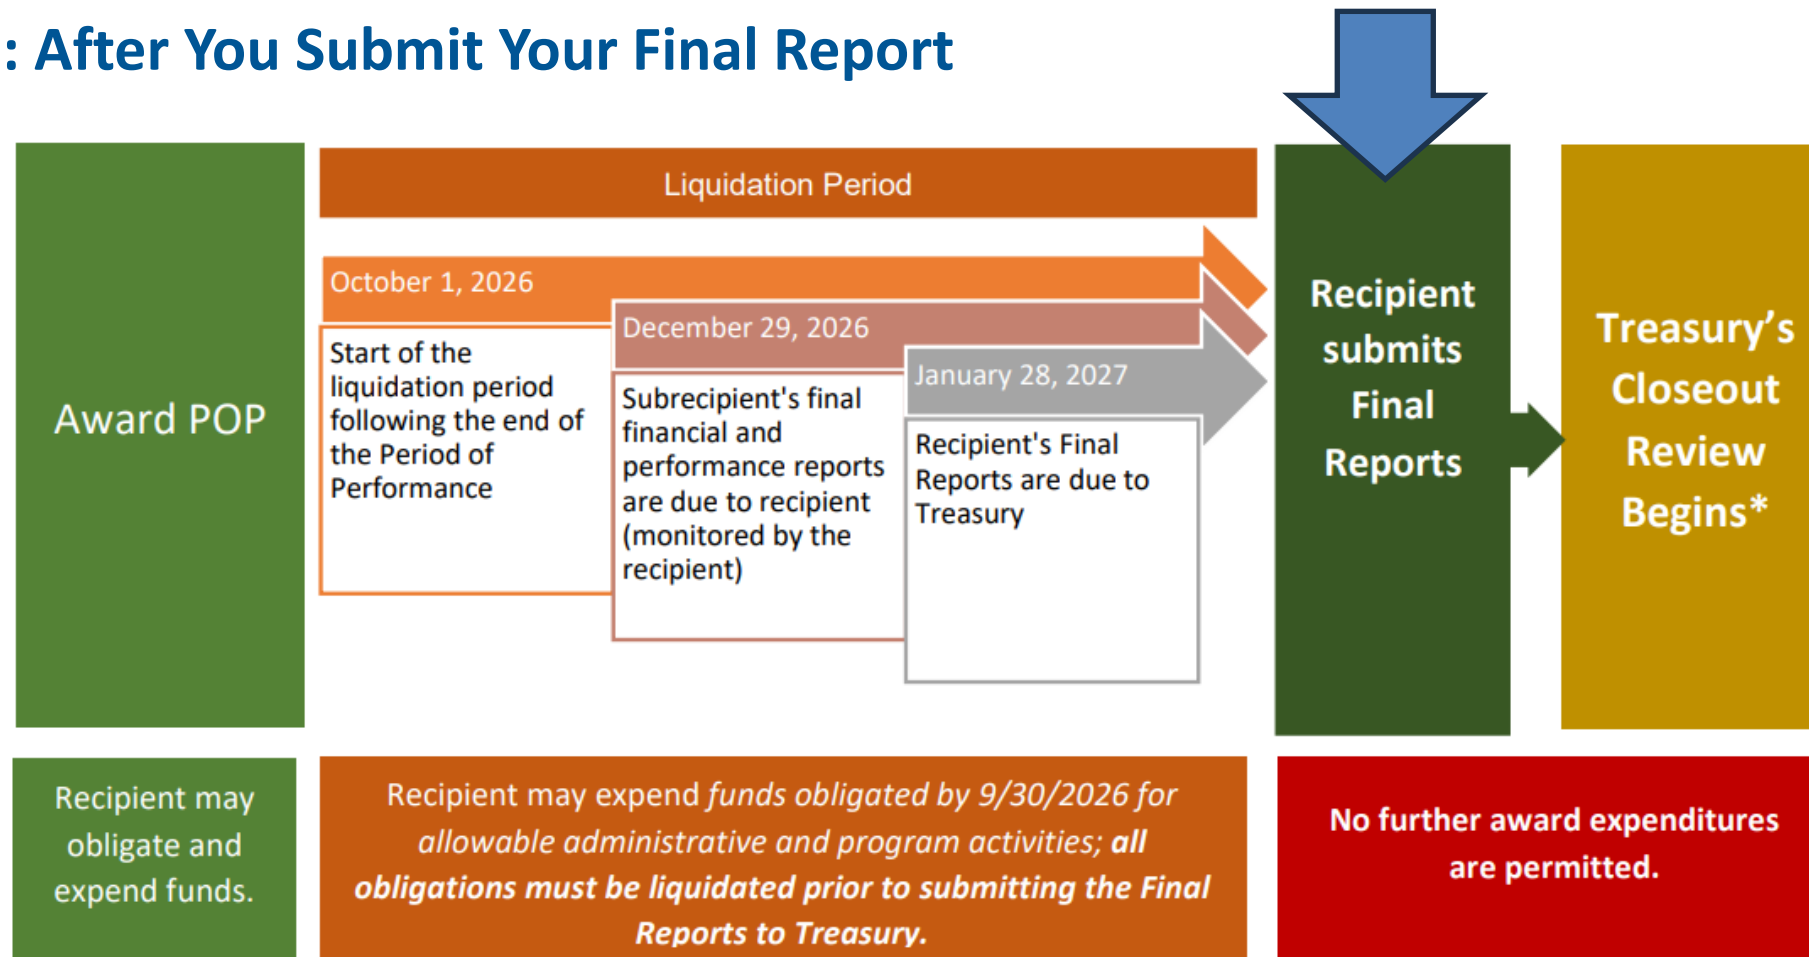 : After You Submit Your Final Report
Award POP
Liquidation Period
October 1, 2026
Start of the
liquidation period
following the end of
the Period of
Performance
December 29, 2026
Subrecipient's final
financial and
performance reports
are due to recipient
(monitored by the
recipient)
January 28, 2027
Recipient's Final
Reports are due to
Treasury
Recipient
submits
Final
Reports
Treasury's
Closeout
Review
Begins*
Recipient may
obligate and
expend funds.
Recipient may expend funds obligated by 9/30/2026 for
allowable administrative and program activities; all
obligations must be liquidated prior to submitting the Final
Reports to Treasury.
No further award expenditures
are permitted.